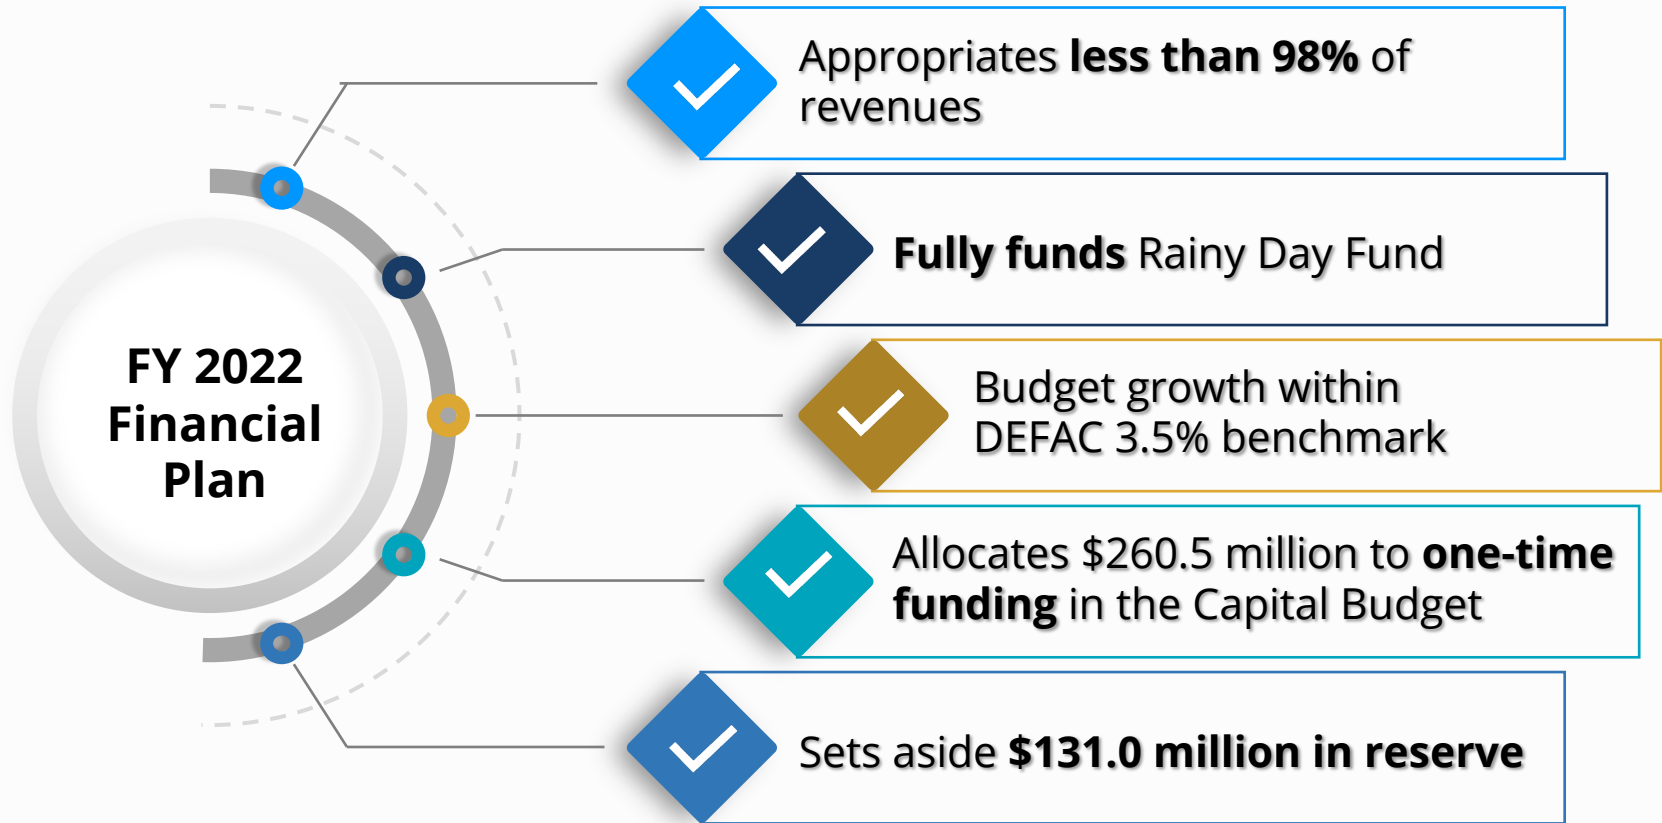 FY 2022
Financial
Plan
Appropriates less than 98% of
revenues
Fully funds Rainy Day Fund
Budget growth within
DEFAC 3.5% benchmark
Allocates $260.5 million to one-time
funding in the Capital Budget
Sets aside $131.0 million in reserve